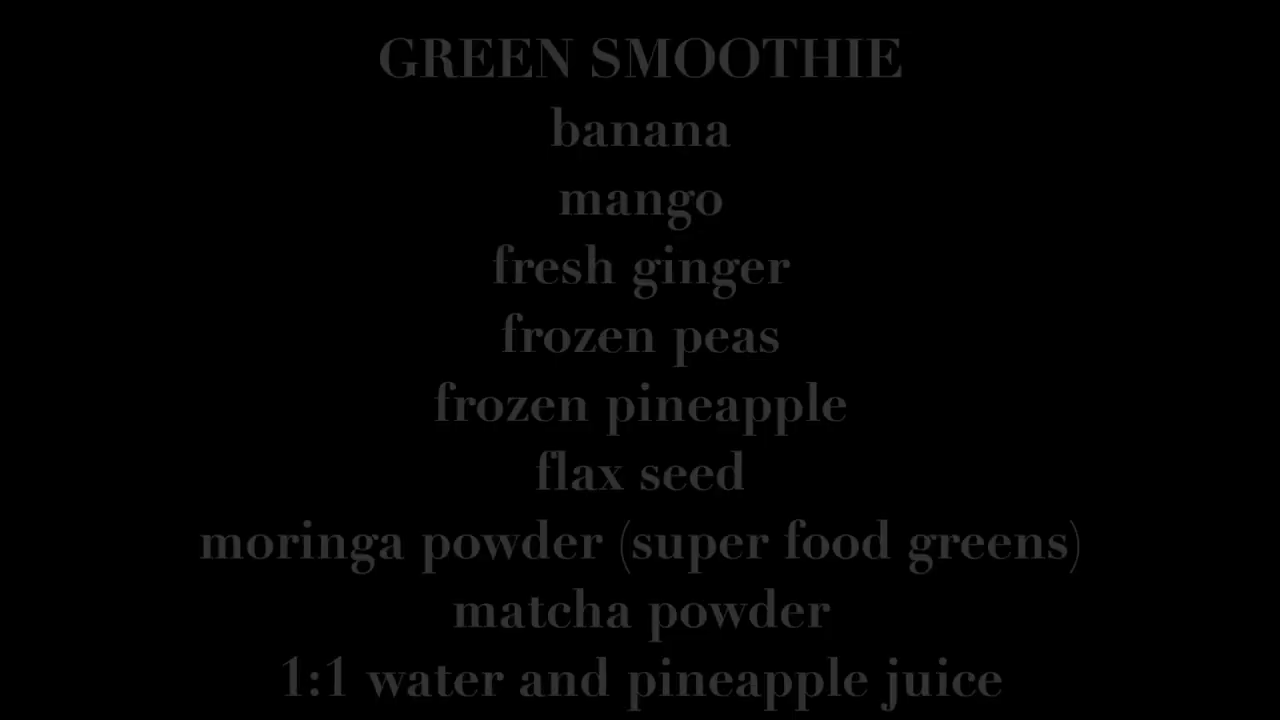 GREEN SMOOTHIE
banana
mango
fresh ginger
frozen peas
frozen pineapple
flax seed
moringa powder (super food greens)
matcha powder
1:1 water and pineapple juice